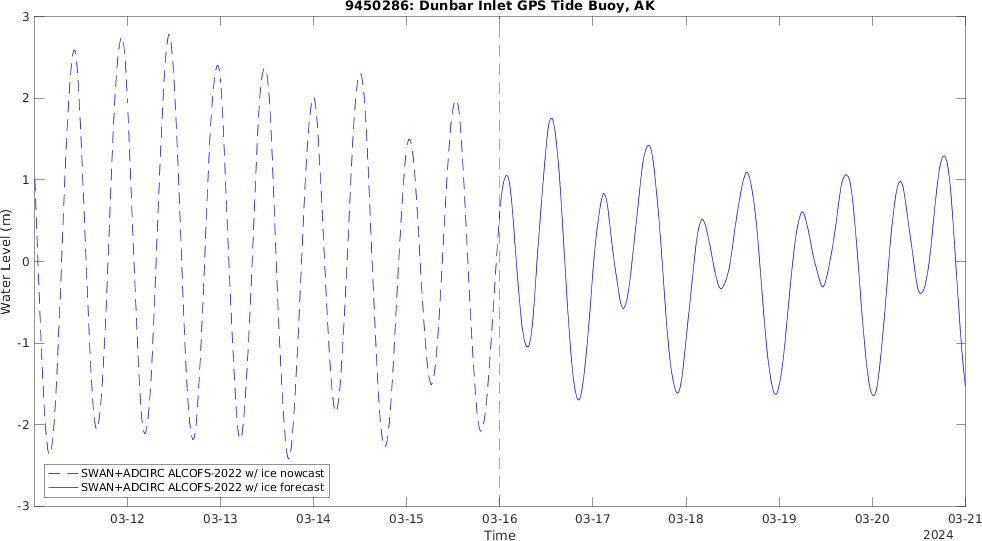 9450286: Dunbar Inlet GPS Tide Buoy, AK
3
2
1
0
-1
-2
-3
Water Level (m)
SWAN+ADCIRC ALCOFS-2022 w/ ice nowcast
SWAN+ADCIRC ALCOFS-2022 w/ ice forecast
03-12 03-13 03-14 03-15 03-16 03-17 03-18 03-19 03-20 03-21
Time
2024